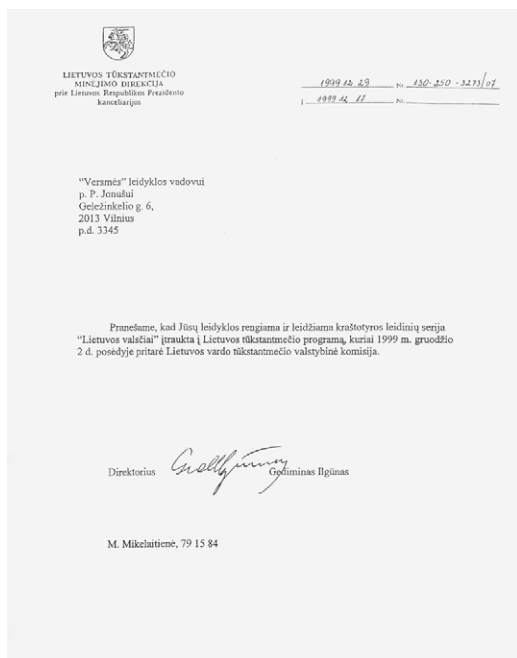 LIETUVOS TŪKSTANTMEČIO
MINĖJIMO DIREKCIJA
prie Lietuvos Respublikos Prezidento
kanceliarijos
1999 12 29 Nr. 130-250-3273/07
Į 1999 12 17 Nr.
"Versmės" leidyklos vadovui
p. P. Jonušui
Geležinkelio g. 6,
2013 Vilnius
p.d. 3345
Pranešame, kad Jūsų leidyklos rengiama ir leidžiama kraštotyros leidinių serija
"Lietuvos valsčiai" įtraukta į Lietuvos tūkstantmečio programą, kuriai 1999 m. gruodžio
2 d. posėdyje pritarė Lietuvos vardo tūkstantmečio valstybinė komisija.
Direktorius Gediminas Ilgūnas
M. Mikelaitienė, 79 15 84